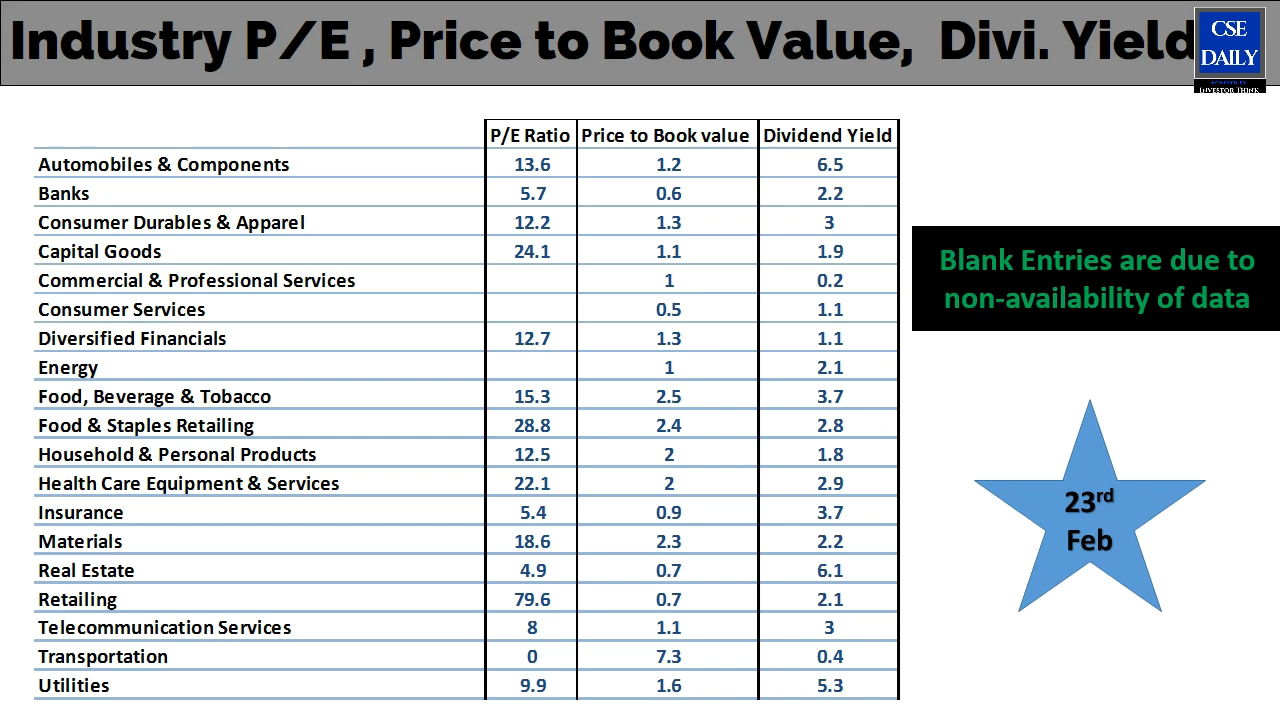 Industry P/E , Price to Book Value, Divi. Yield
CSE
DAILY
POWERED BY
INVESTOR THINK
P/E Ratio Price to Book value Dividend Yield
Automobiles & Components 13.6 1.2 6.5
Banks 5.7 0.6 2.2
Consumer Durables & Apparel 12.2 1.3 3
Capital Goods 24.1 1.1 1.9
Commercial & Professional Services 1 0.2
Consumer Services 0.5 1.1
Diversified Financials 12.7 1.3 1.1
Energy 1 2.1
Food, Beverage & Tobacco 15.3 2.5 3.7
Food & Staples Retailing 28.8 2.4 2.8
Household & Personal Products 12.5 2 1.8
Health Care Equipment & Services 22.1 2 2.9
Insurance 5.4 0.9 3.7
Materials 18.6 2.3 2.2
Real Estate 4.9 0.7 6.1
Retailing 79.6 0.7 2.1
Telecommunication Services 8 1.1 3
Transportation 0 7.3 0.4
Utilities 9.9 1.6 5.3
Blank Entries are due to
non-availability of data
23rd
Feb